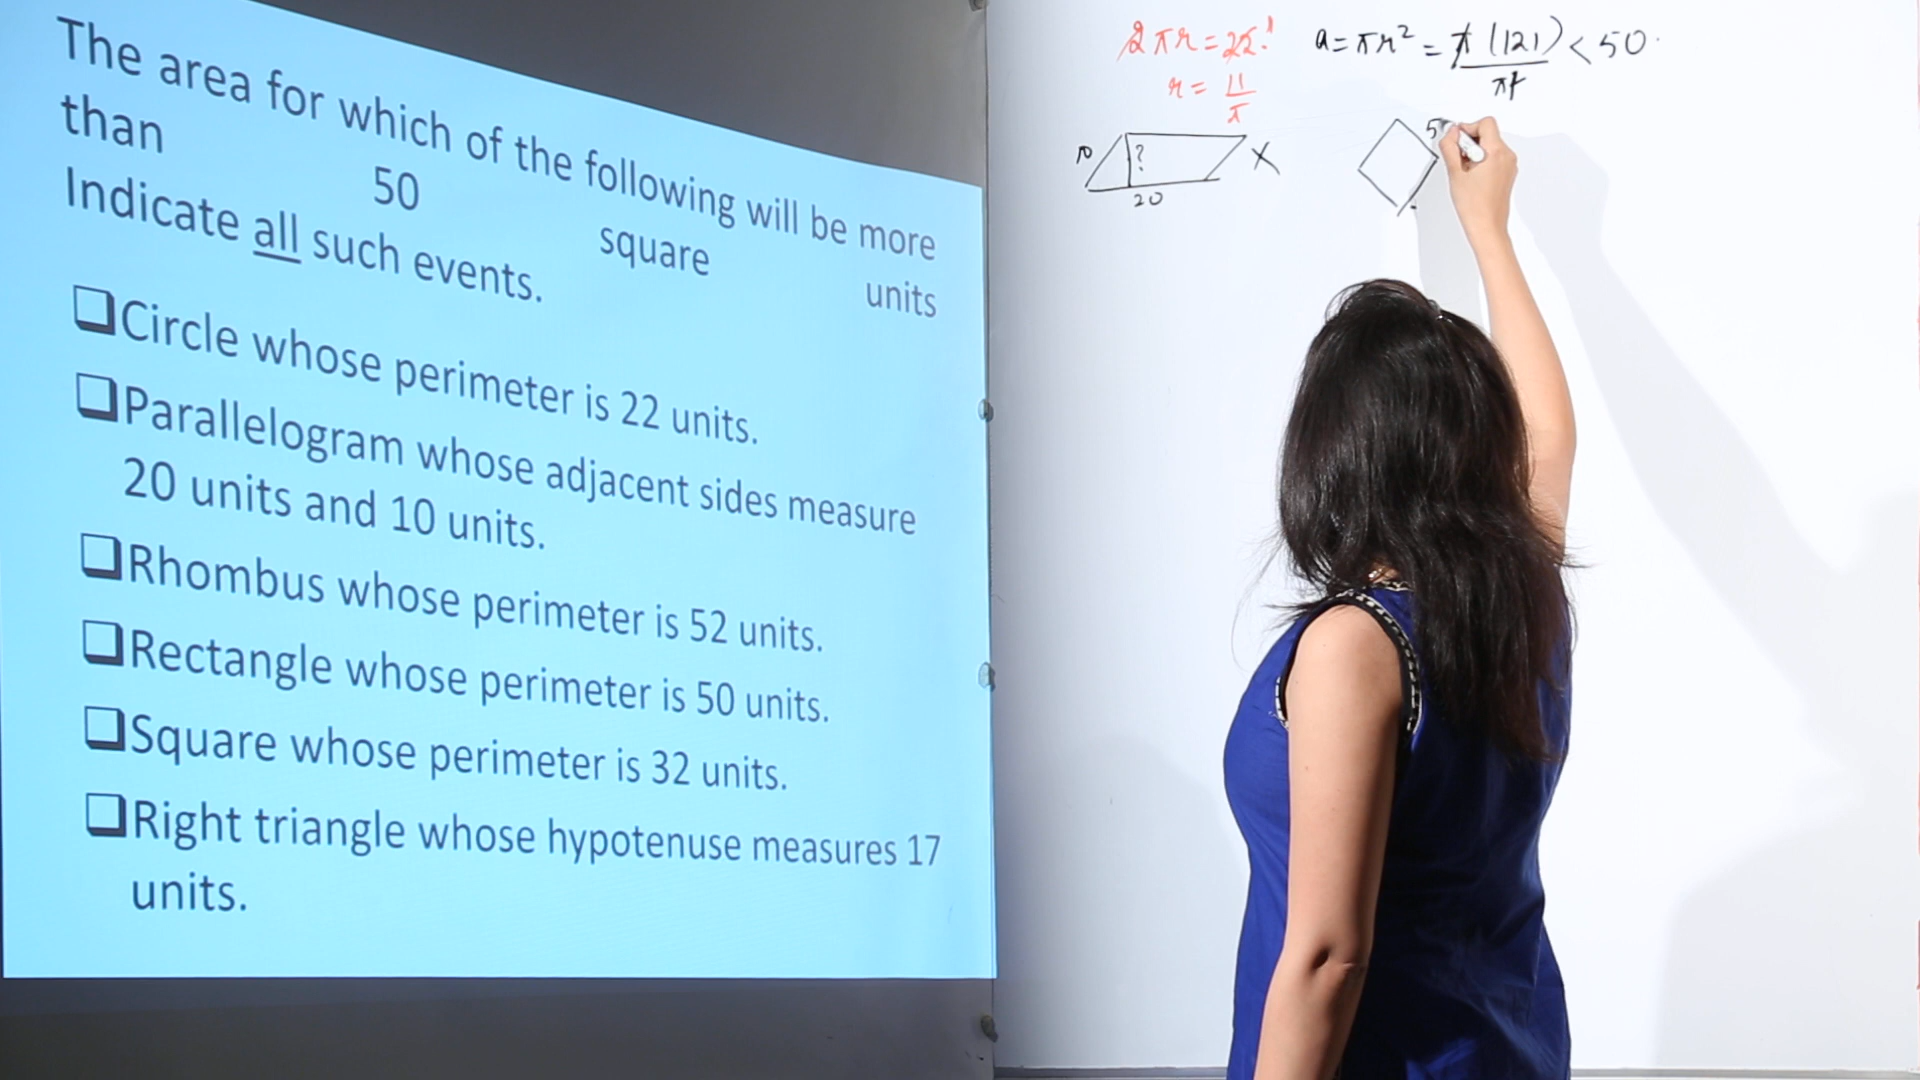 The area for which of the following will be more
than 50 square units
Indicate all such events.
❑Circle whose perimeter is 22 units.
❑Parallelogram whose adjacent sides measure
20 units and 10 units.
❑Rhombus whose perimeter is 52 units.
❑Rectangle whose perimeter is 50 units.
❑Square whose perimeter is 32 units.
❑Right triangle whose hypotenuse measures 17
units.
a = πr² = π (121) < 50
r = 11/π
10 ? X
20
5